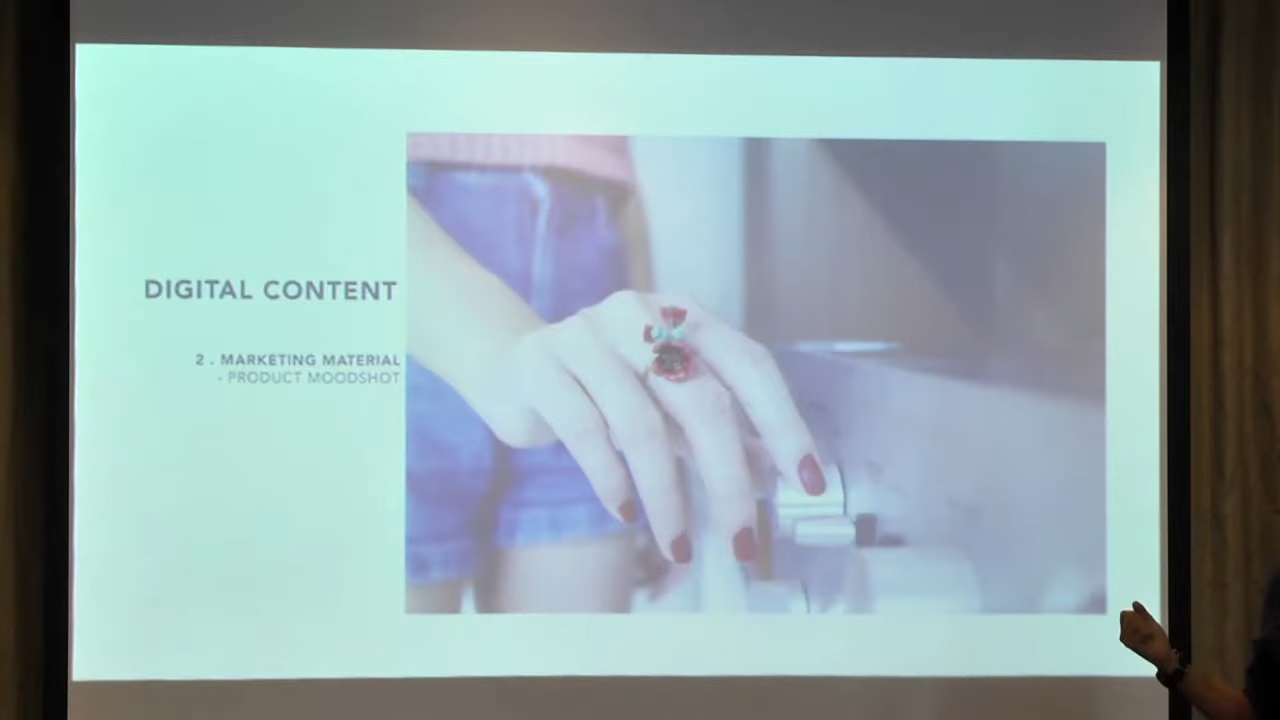 DIGITAL CONTENT
2 . MARKETING MATERIAL
- PRODUCT MOODSHOT